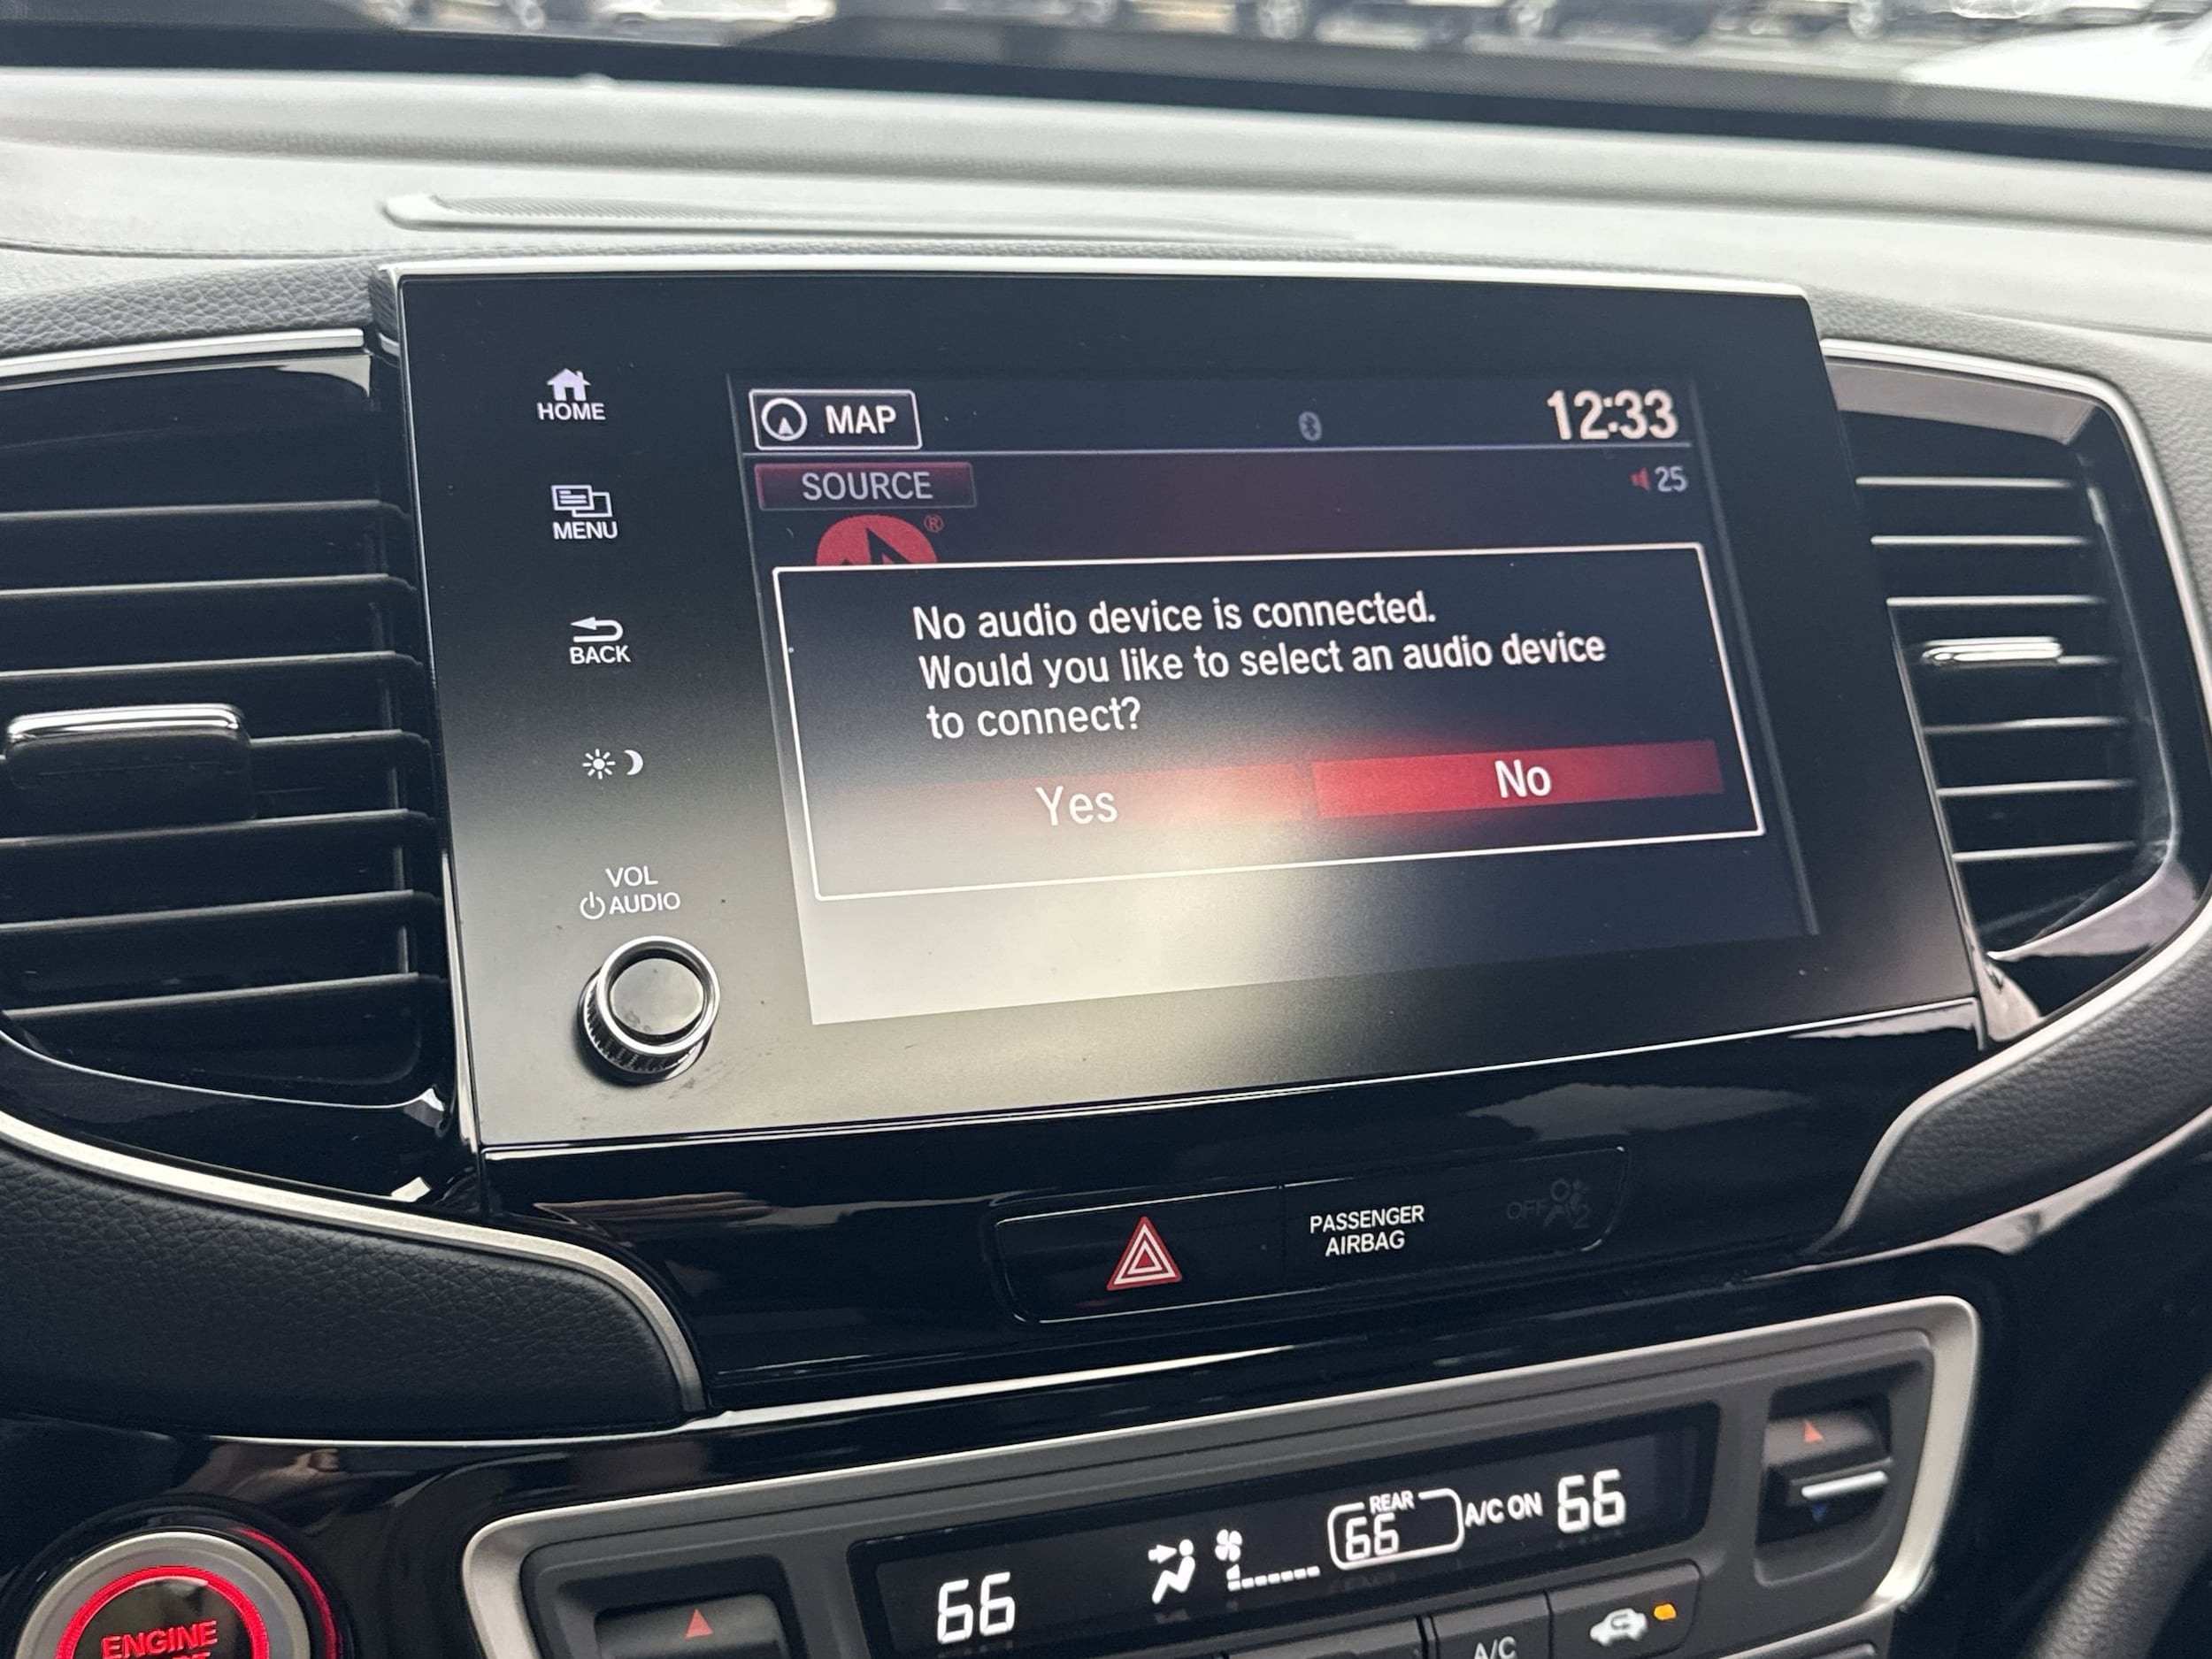 HOME
MAP
12:33
SOURCE
25
®
MENU
No audio device is connected.
Would you like to select an audio device
to connect?
BACK
Yes
No
VOL
AUDIO
PASSENGER
AIRBAG
OFF
2
66
REAR
66
A/C ON
66
ENGINE
A/C